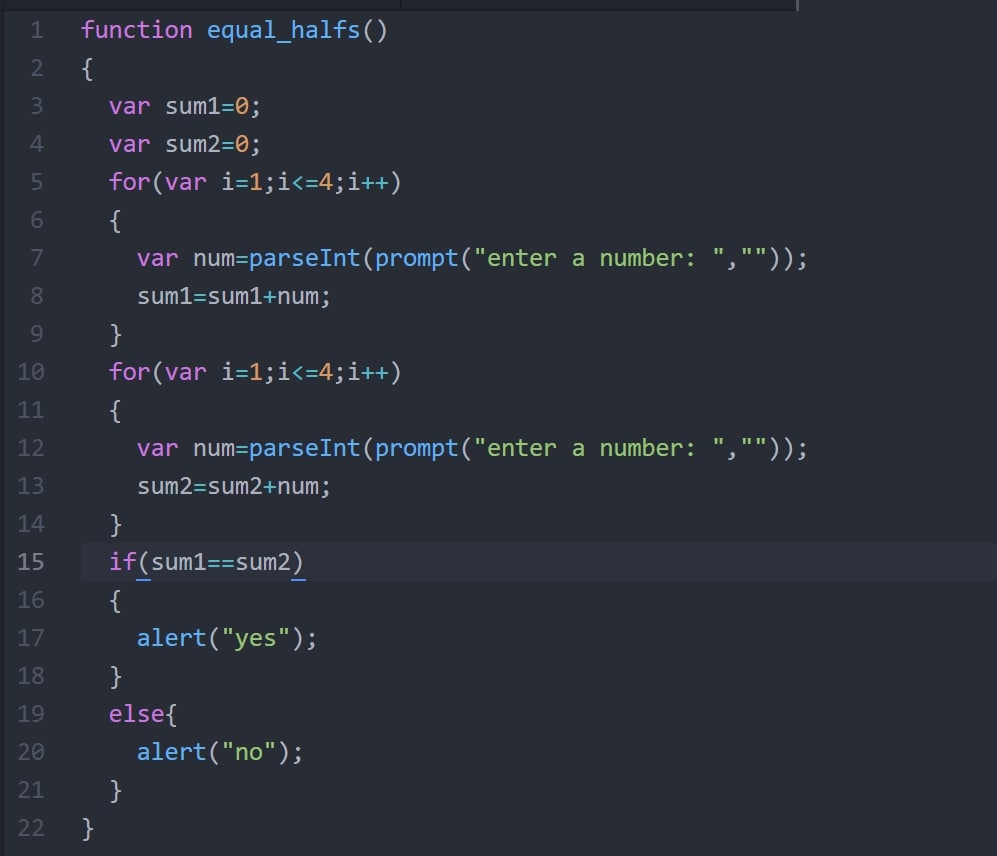 1 function equal_halfs()
2 {
3   var sum1=0;
4   var sum2=0;
5   for(var i=1;i<=4;i++)
6   {
7     var num=parseInt(prompt("enter a number: ",""));
8     sum1=sum1+num;
9   }
10   for(var i=1;i<=4;i++)
11   {
12     var num=parseInt(prompt("enter a number: ",""));
13     sum2=sum2+num;
14   }
15   if(sum1==sum2)
16   {
17     alert("yes");
18   }
19   else{
20     alert("no");
21   }
22 }